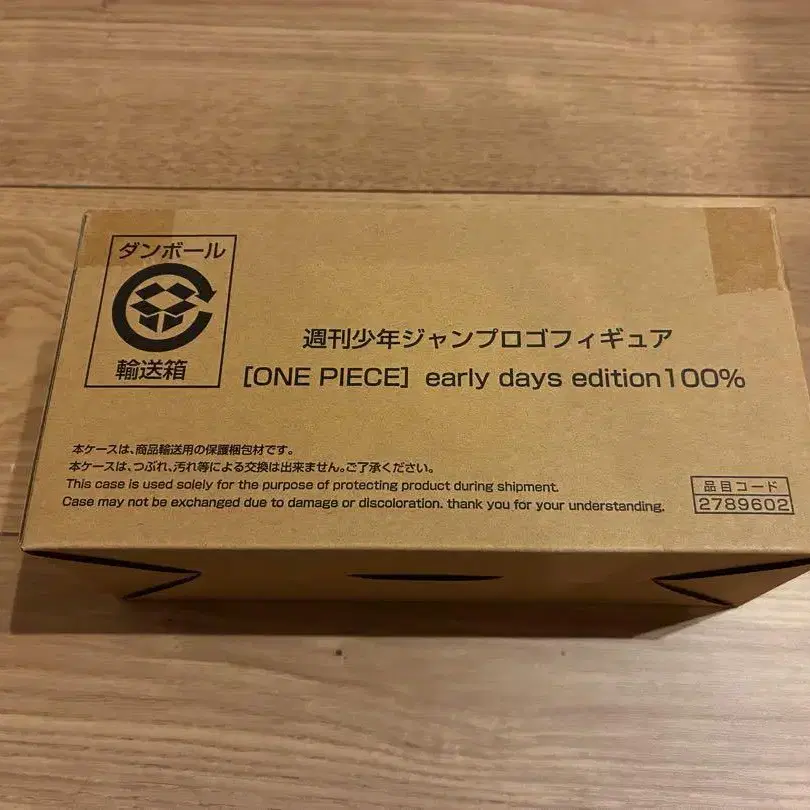 ダンボール
輸送箱
週刊少年ジャンプロゴフィギュア
[ONE PIECE] early days edition100%
本ケースは、商品輸送用の保護梱包材です。
本ケースは、つぶれ、汚れ等による交換は出来ません。ご了承ください。
This case is used solely for the purpose of protecting product during shipment.
Case may not be exchanged due to damage or discoloration. thank you for your understanding.
品目コード
2789602